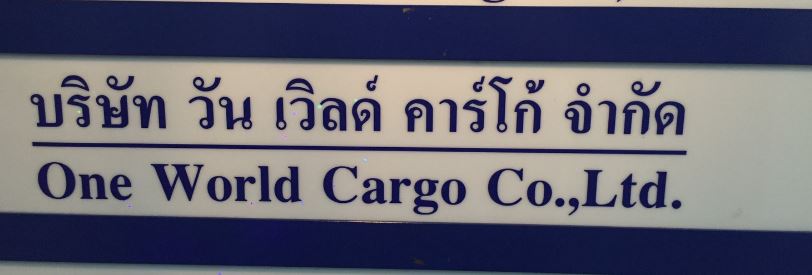 บริษัท วัน เวิลด์ คาร์โก้ จำกัด
One World Cargo Co.,Ltd.